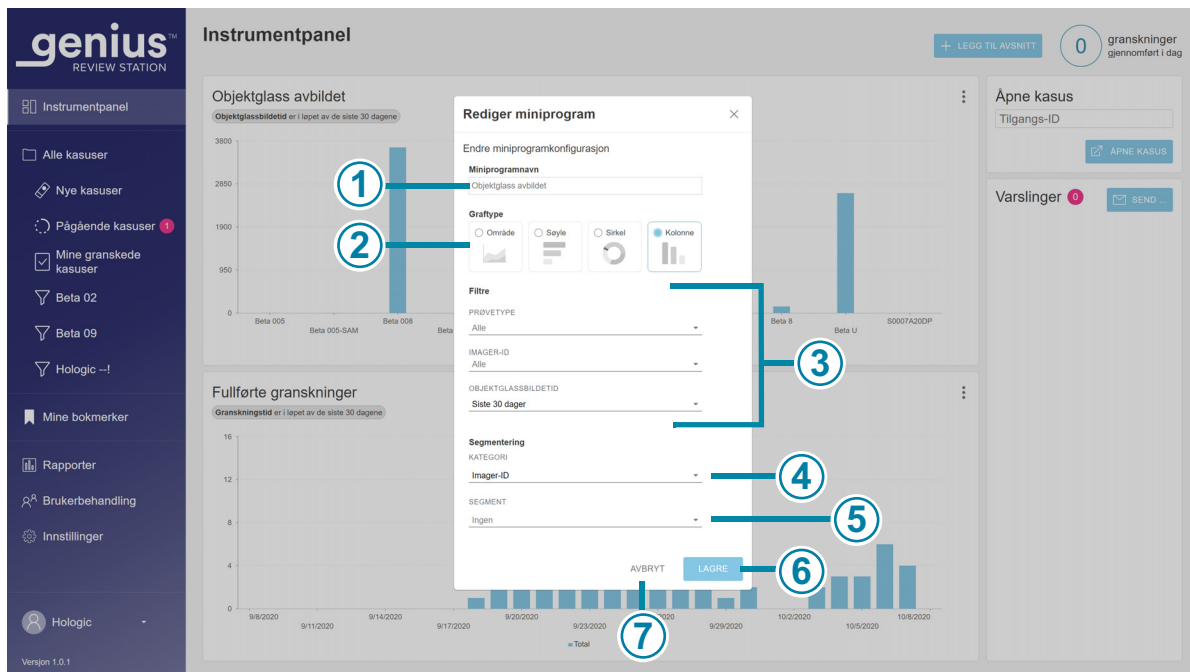 genius™
REVIEW STATION
Instrumentpanel
Alle kasuser
Nye kasuser
Pågående kasuser 1
Mine granskede
kasuser
Beta 02
Beta 09
Hologic --!
Mine bokmerker
Rapporter
Brukerbehandling
Innstillinger
Hologic
Versjon 1.0.1
Instrumentpanel
+ LEGG TIL AVSNITT
0
granskninger
gjennomført i dag
Objektglass avbildet
Objektglassbildetid er i løpet av de siste 30 dagene
3800
2850
1900
950
0
Beta 005
Beta 005-SAM
Beta 008
Beta
Beta 8
Beta U
S0007A20DP
Fullførte granskninger
Granskningstid er i løpet av de siste 30 dagene
16
12
8
4
0
9/8/2020
9/11/2020
9/14/2020
9/17/2020
9/20/2020
9/23/2020
2020
9/29/2020
10/2/2020
10/5/2020
10/8/2020
Total
Rediger miniprogram
Endre miniprogramkonfigurasjon
Miniprogramnavn
Objektglass avbildet
Graftype
Område
Søyle
Sirkel
Kolonne
Filtre
PRØVETYPE
Alle
IMAGER-ID
Alle
OBJEKTGLASSBILDETID
Siste 30 dager
Segmentering
KATEGORI
Imager-ID
SEGMENT
Ingen
AVBRYT
LAGRE
1
2
3
4
5
6
7
Åpne kasus
Tilgangs-ID
ÅPNE KASUS
Varslinger 0
SEND ...